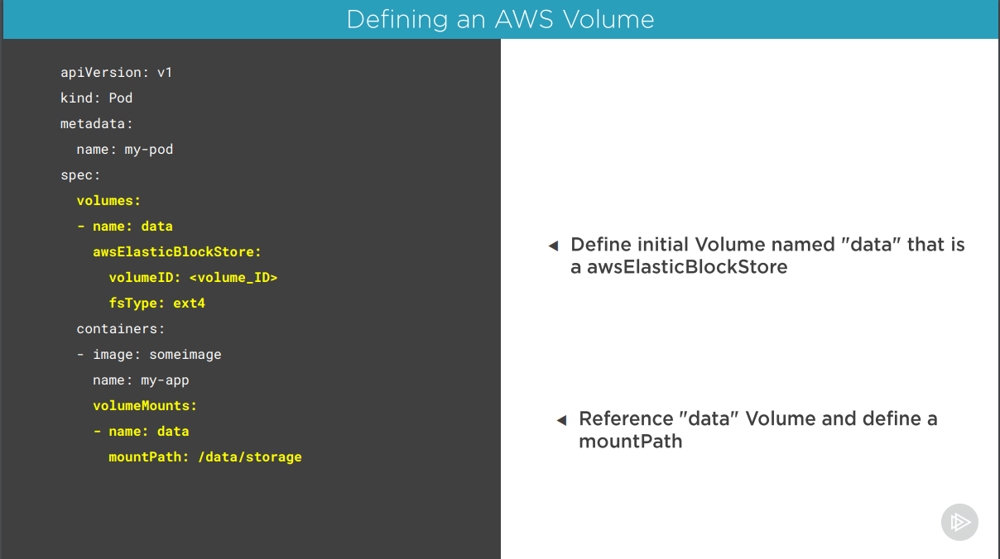 Defining an AWS Volume
apiVersion: v1
kind: Pod
metadata:
  name: my-pod
spec:
  volumes:
  - name: data
    awsElasticBlockStore:
      volumeID: <volume_ID>
      fsType: ext4
  containers:
  - image: someimage
    name: my-app
    volumeMounts:
    - name: data
      mountPath: /data/storage
◄ Define initial Volume named "data" that is
a awsElasticBlockStore
◄ Reference "data" Volume and define a
mountPath